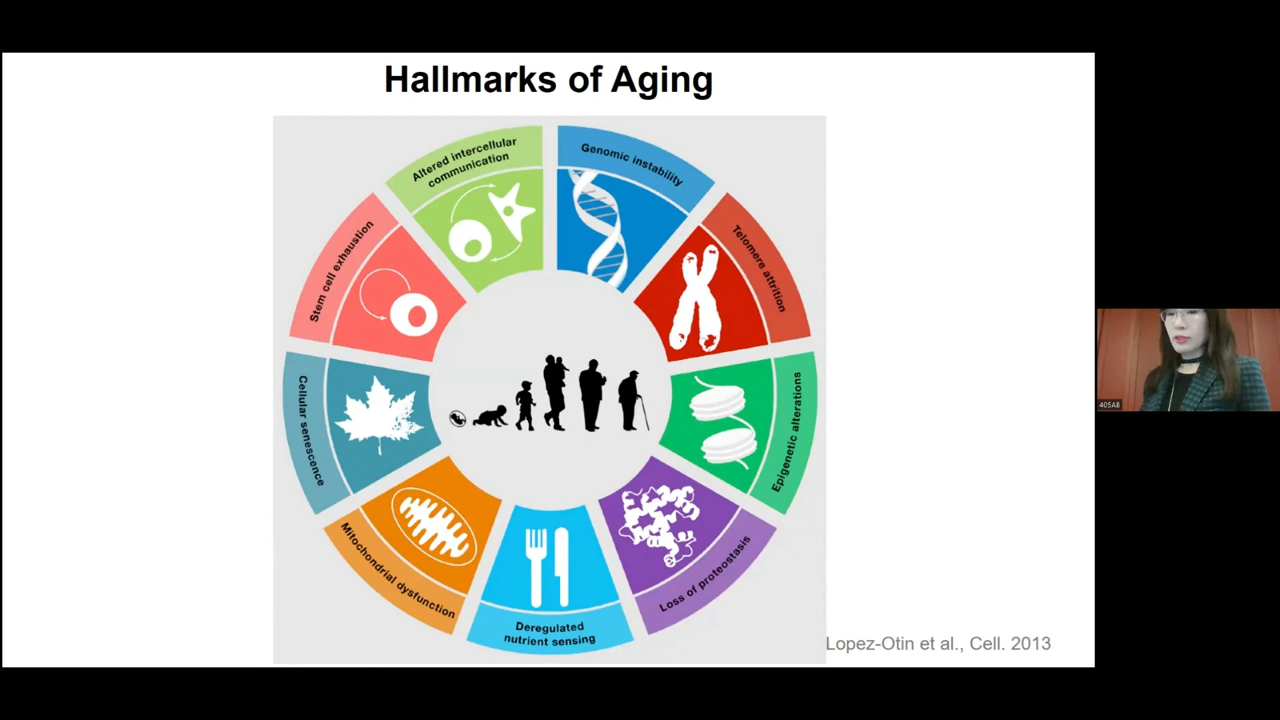 Hallmarks of Aging
Altered intercellular
communication
Genomic instability
Telomere attrition
Epigenetic alterations
Loss of proteostasis
Deregulated
nutrient sensing
Mitochondrial dysfunction
Cellular senescence
Stem cell exhaustion
Lopez-Otin et al., Cell. 2013
405AB